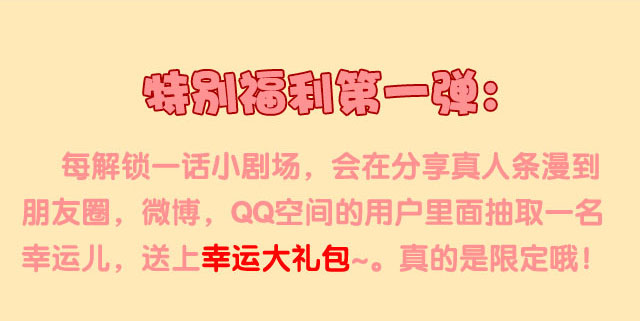 特别福利第一弹：
每解锁一话小剧场，会在分享真人条漫到
朋友圈，微博，QQ空间的用户里面抽取一名
幸运儿，送上幸运大礼包~。真的是限定哦！